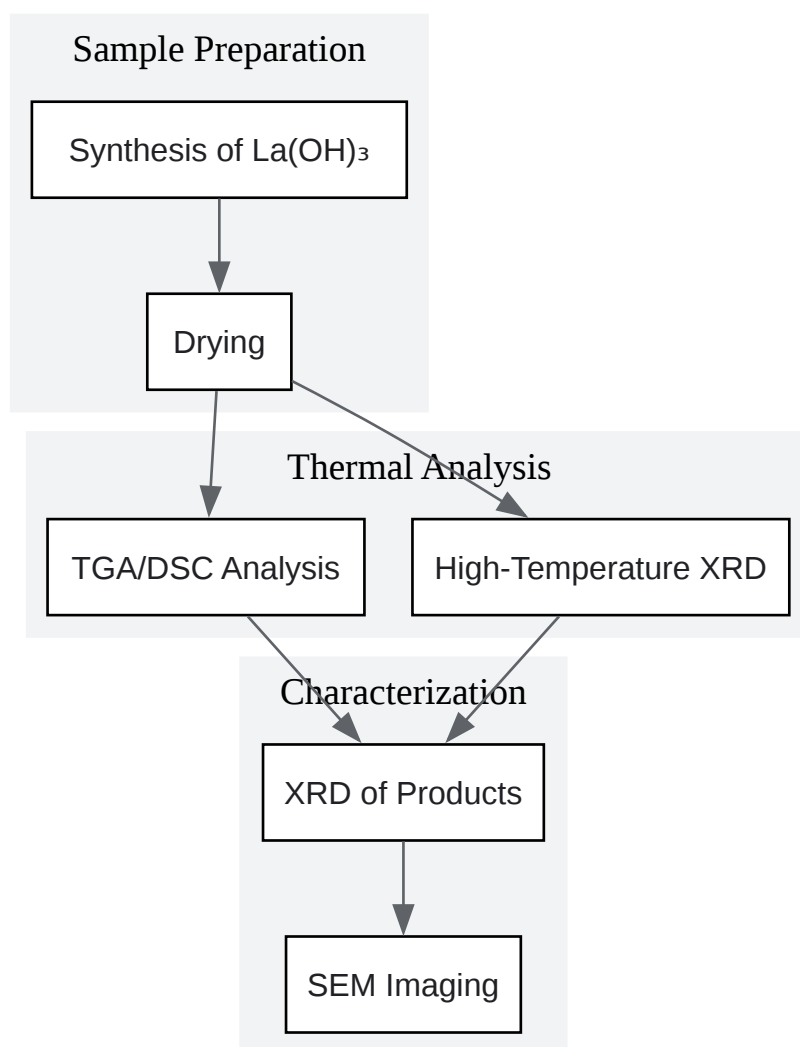 Sample Preparation
Synthesis of La(OH)₃
Drying
Thermal Analysis
TGA/DSC Analysis
High-Temperature XRD
Characterization
XRD of Products
SEM Imaging